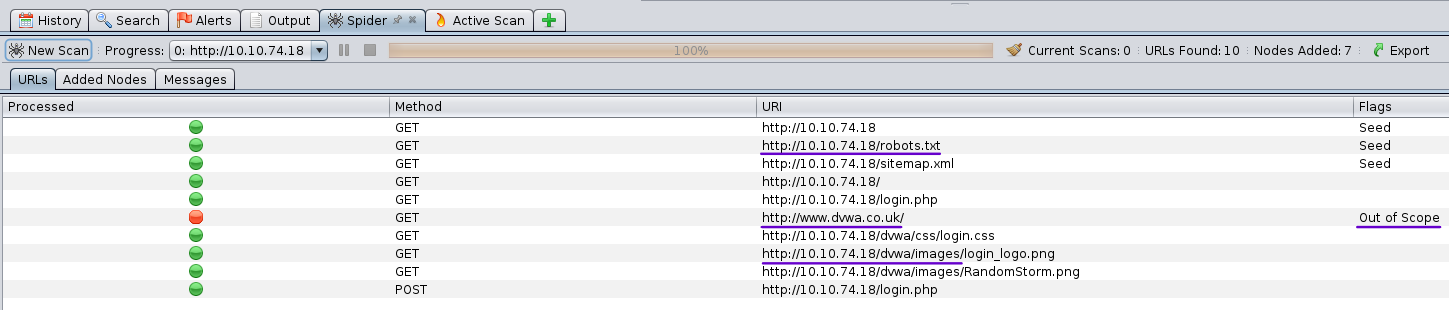 History Search Alerts Output Spider Active Scan
New Scan Progress: 0: http://10.10.74.18 100% Current Scans: 0 URLs Found: 10 Nodes Added: 7 Export
URLs Added Nodes Messages
Processed Method URI Flags
GET http://10.10.74.18 Seed
GET http://10.10.74.18/robots.txt Seed
GET http://10.10.74.18/sitemap.xml Seed
GET http://10.10.74.18/
GET http://10.10.74.18/login.php
GET http://www.dvwa.co.uk/ Out of Scope
GET http://10.10.74.18/dvwa/css/login.css
GET http://10.10.74.18/dvwa/images/login_logo.png
GET http://10.10.74.18/dvwa/images/RandomStorm.png
POST http://10.10.74.18/login.php